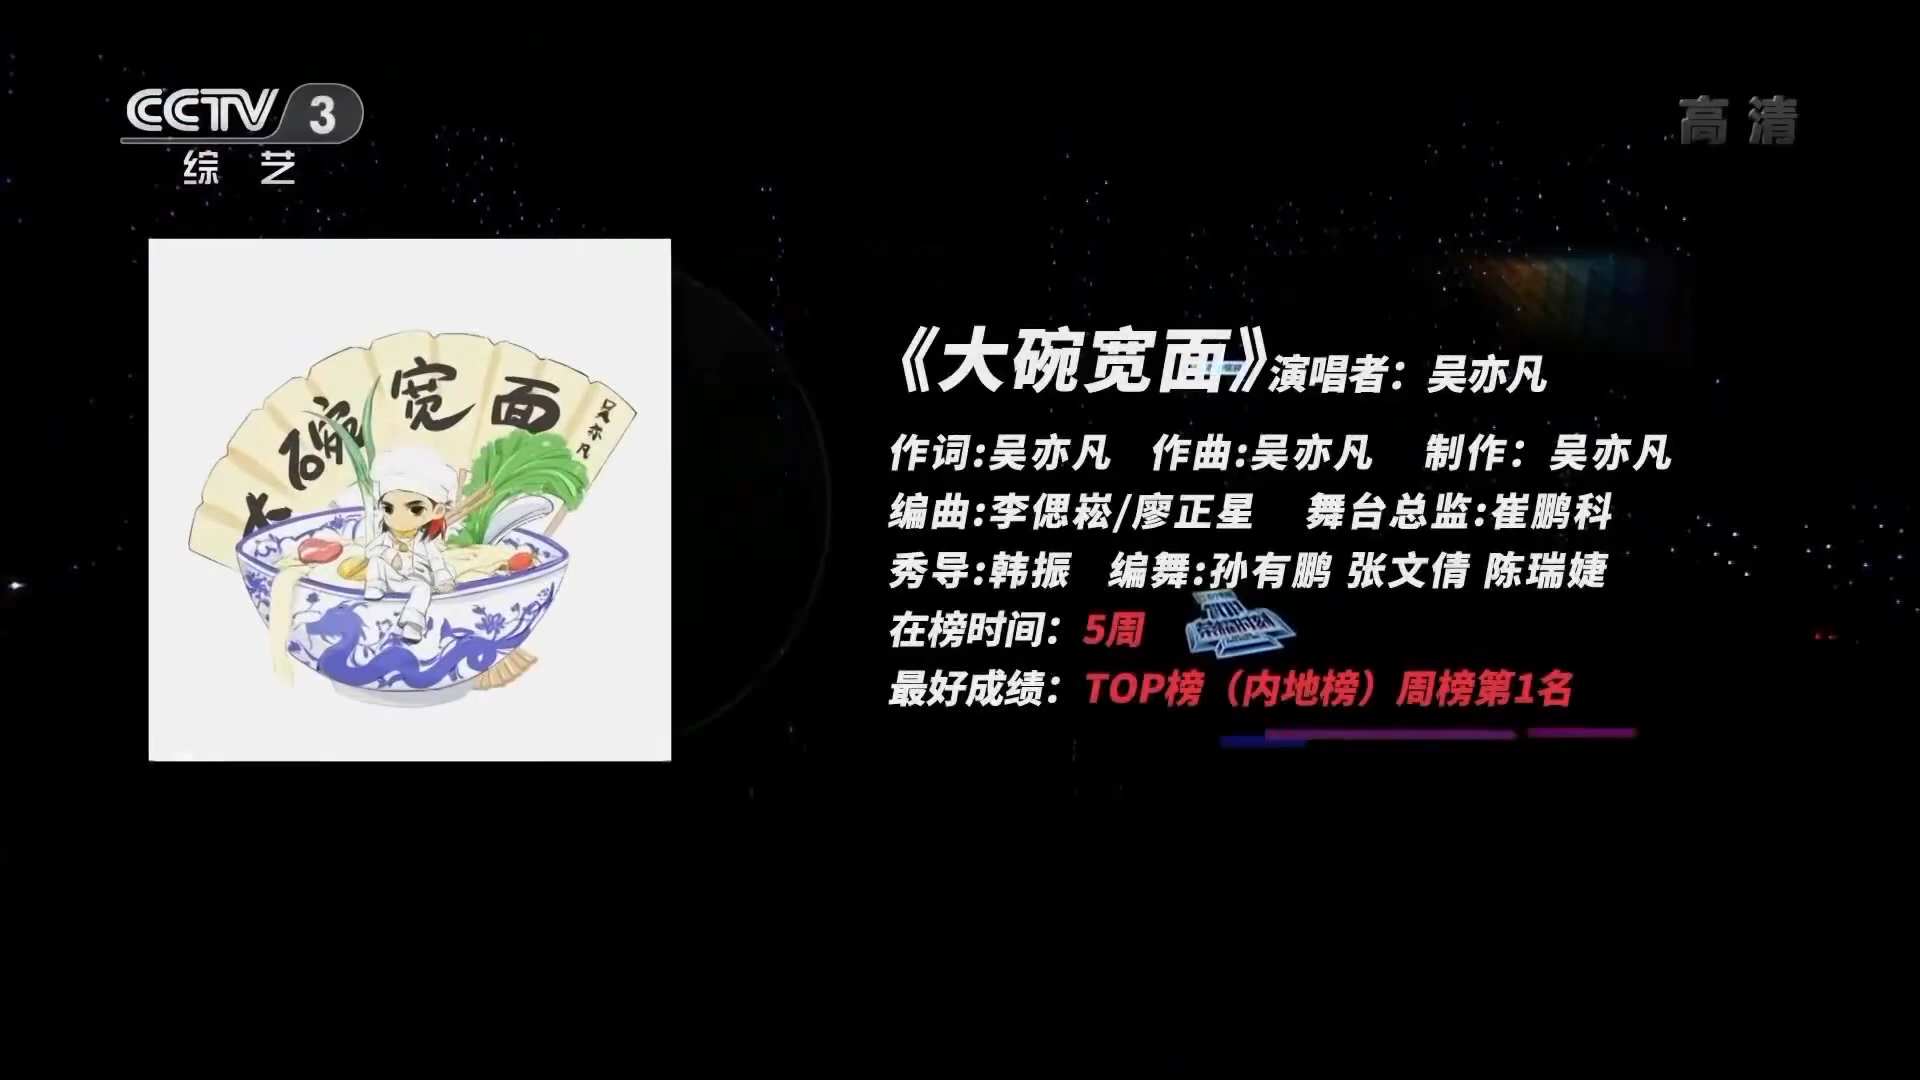 CCTV 3
综艺
高清
大碗宽面
吴亦凡
《大碗宽面》演唱者：吴亦凡
作词:吴亦凡 作曲:吴亦凡 制作：吴亦凡
编曲:李偲崧/廖正星 舞台总监:崔鹏科
秀导:韩振 编舞:孙有鹏 张文倩 陈瑞婕
在榜时间：5周
最好成绩：TOP榜（内地榜）周榜第1名